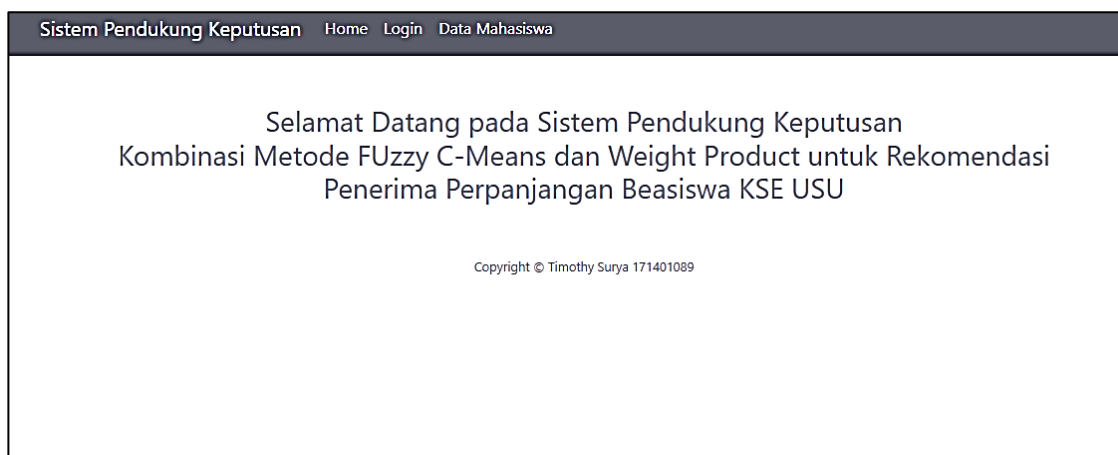 Sistem Pendukung Keputusan Home Login Data Mahasiswa
Selamat Datang pada Sistem Pendukung Keputusan
Kombinasi Metode FUzzy C-Means dan Weight Product untuk Rekomendasi
Penerima Perpanjangan Beasiswa KSE USU
Copyright © Timothy Surya 171401089